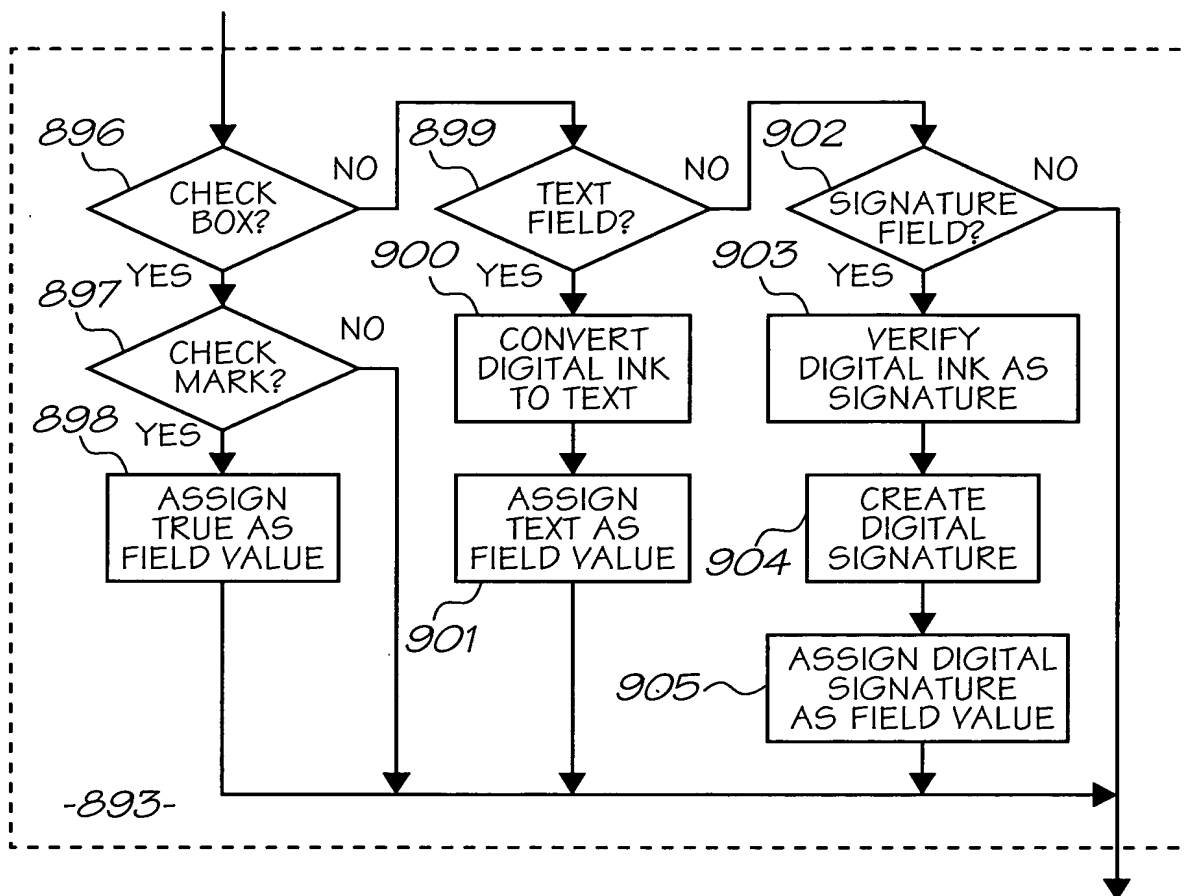 896
CHECK
BOX?
NO
YES
899
TEXT
FIELD?
NO
YES
902
SIGNATURE
FIELD?
NO
YES
897
CHECK
MARK?
NO
YES
900
CONVERT
DIGITAL INK
TO TEXT
903
VERIFY
DIGITAL INK AS
SIGNATURE
898
ASSIGN
TRUE AS
FIELD VALUE
ASSIGN
TEXT AS
FIELD VALUE
901
CREATE
DIGITAL
SIGNATURE
904
ASSIGN DIGITAL
SIGNATURE
AS FIELD VALUE
905
-893-